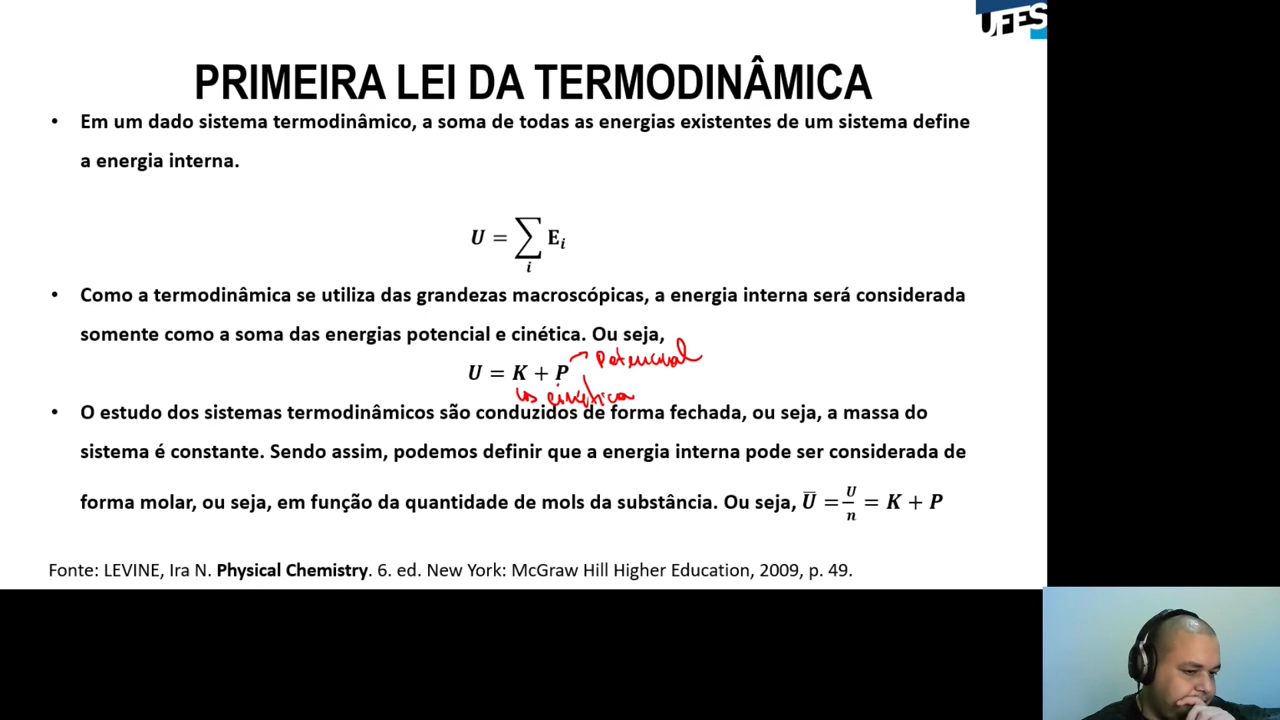 UFES
PRIMEIRA LEI DA TERMODINÂMICA
• Em um dado sistema termodinâmico, a soma de todas as energias existentes de um sistema define
a energia interna.
U = ∑ E_i
i
• Como a termodinâmica se utiliza das grandezas macroscópicas, a energia interna será considerada
somente como a soma das energias potencial e cinética. Ou seja,
Potencial
U = K + P
cinética
• O estudo dos sistemas termodinâmicos são conduzidos de forma fechada, ou seja, a massa do
sistema é constante. Sendo assim, podemos definir que a energia interna pode ser considerada de
forma molar, ou seja, em função da quantidade de mols da substância. Ou seja, Ū = U/n = K + P
Fonte: LEVINE, Ira N. Physical Chemistry. 6. ed. New York: McGraw Hill Higher Education, 2009, p. 49.